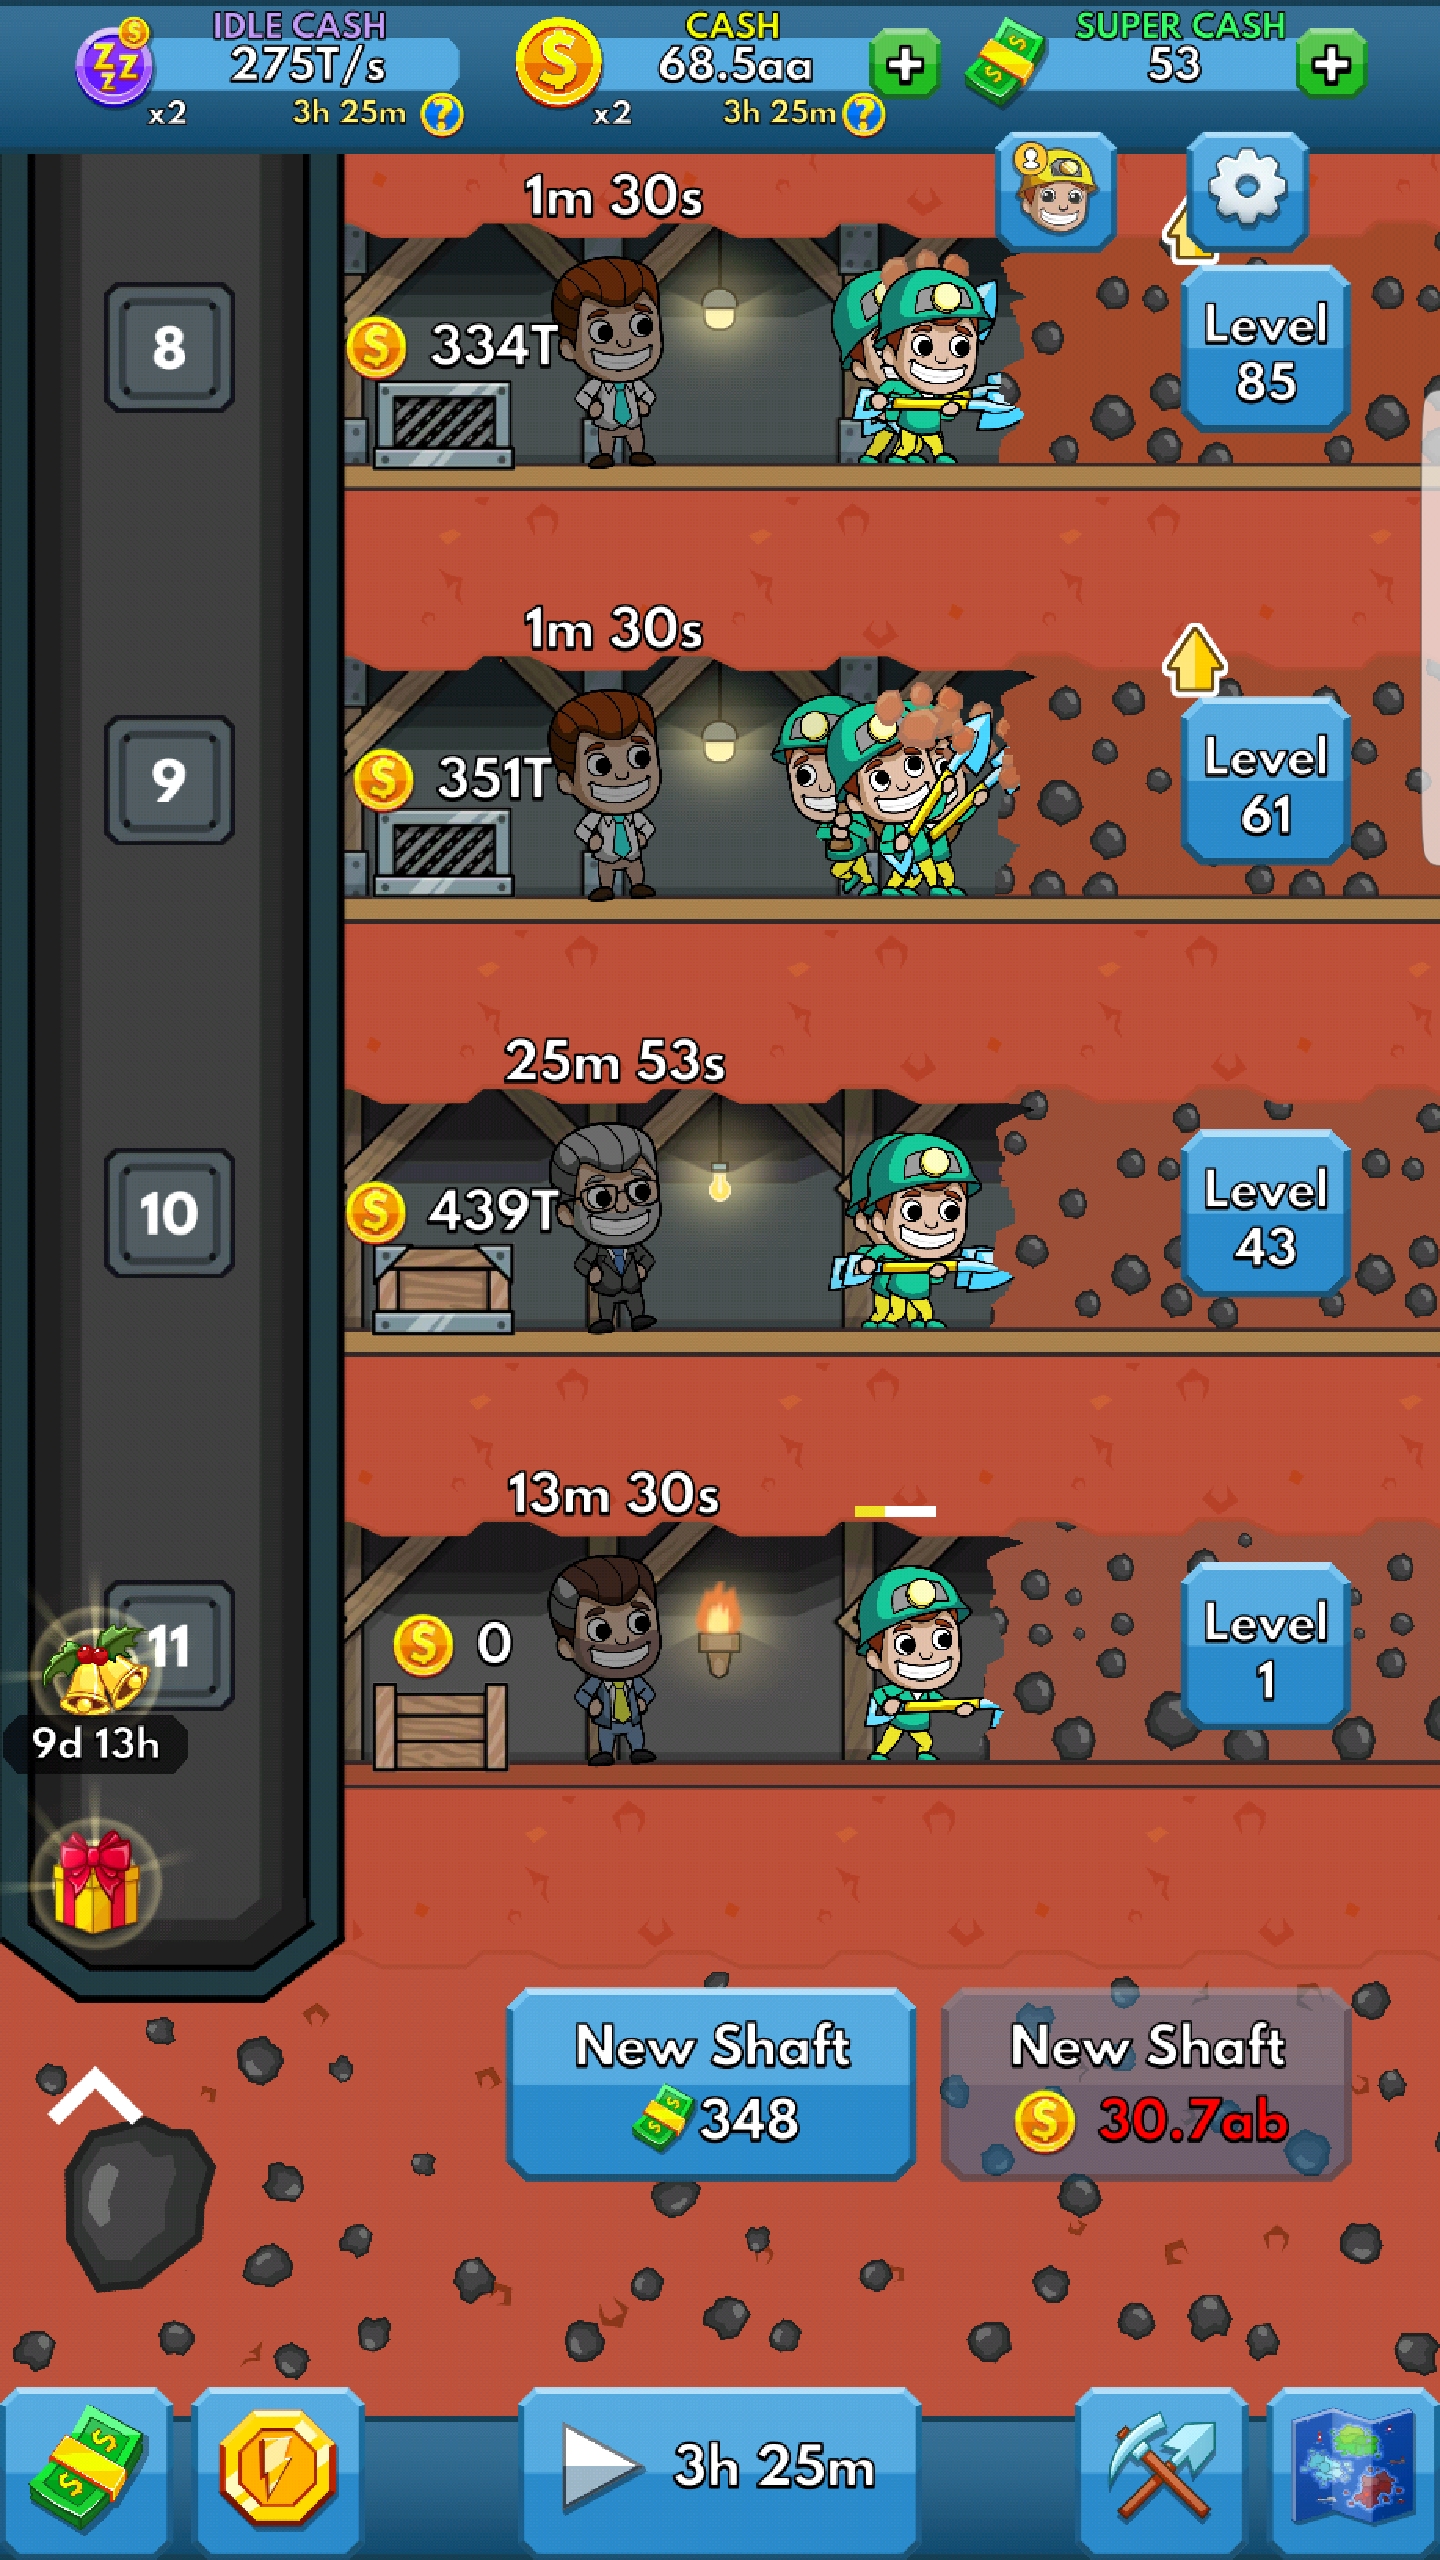 IDLE CASH
275T/s
x2
3h 25m
?
CASH
68.5aa
x2
3h 25m
?
SUPER CASH
53
1m 30s
8
334T
Level
85
1m 30s
9
351T
Level
61
25m 53s
10
439T
Level
43
13m 30s
11
0
Level
1
9d 13h
New Shaft
348
New Shaft
30.7ab
3h 25m